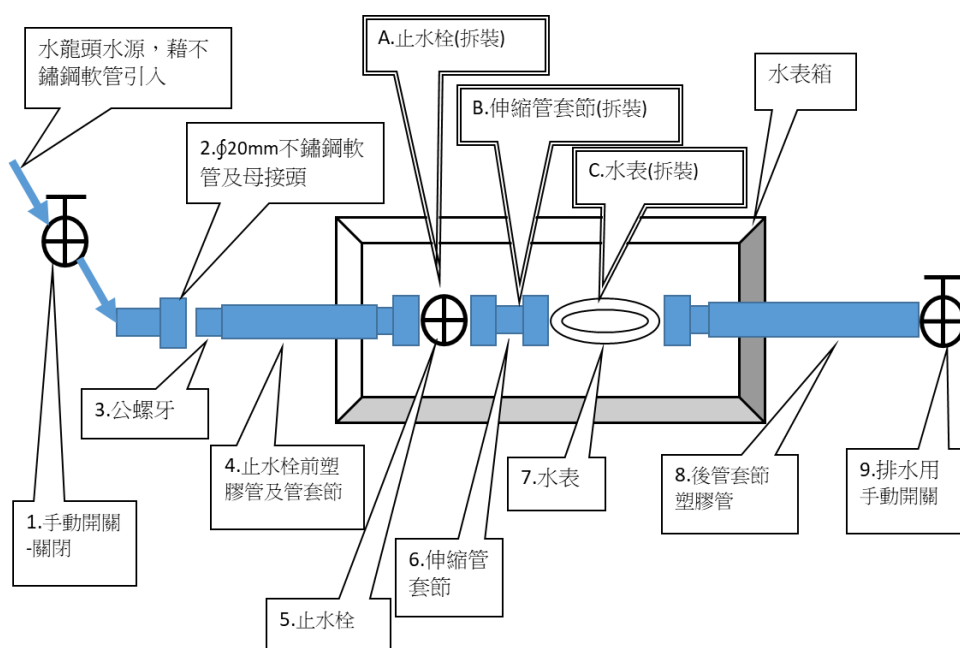 水龍頭水源，藉不
鏽鋼軟管引入
A.止水栓(拆裝)
B.伸縮管套節(拆裝)
C.水表(拆裝)
水表箱
2.∮20mm不鏽鋼軟
管及母接頭
3.公螺牙
4.止水栓前塑
膠管及管套節
7.水表
8.後管套節
塑膠管
9.排水用
手動開關
1.手動開關
-關閉
6.伸縮管
套節
5.止水栓